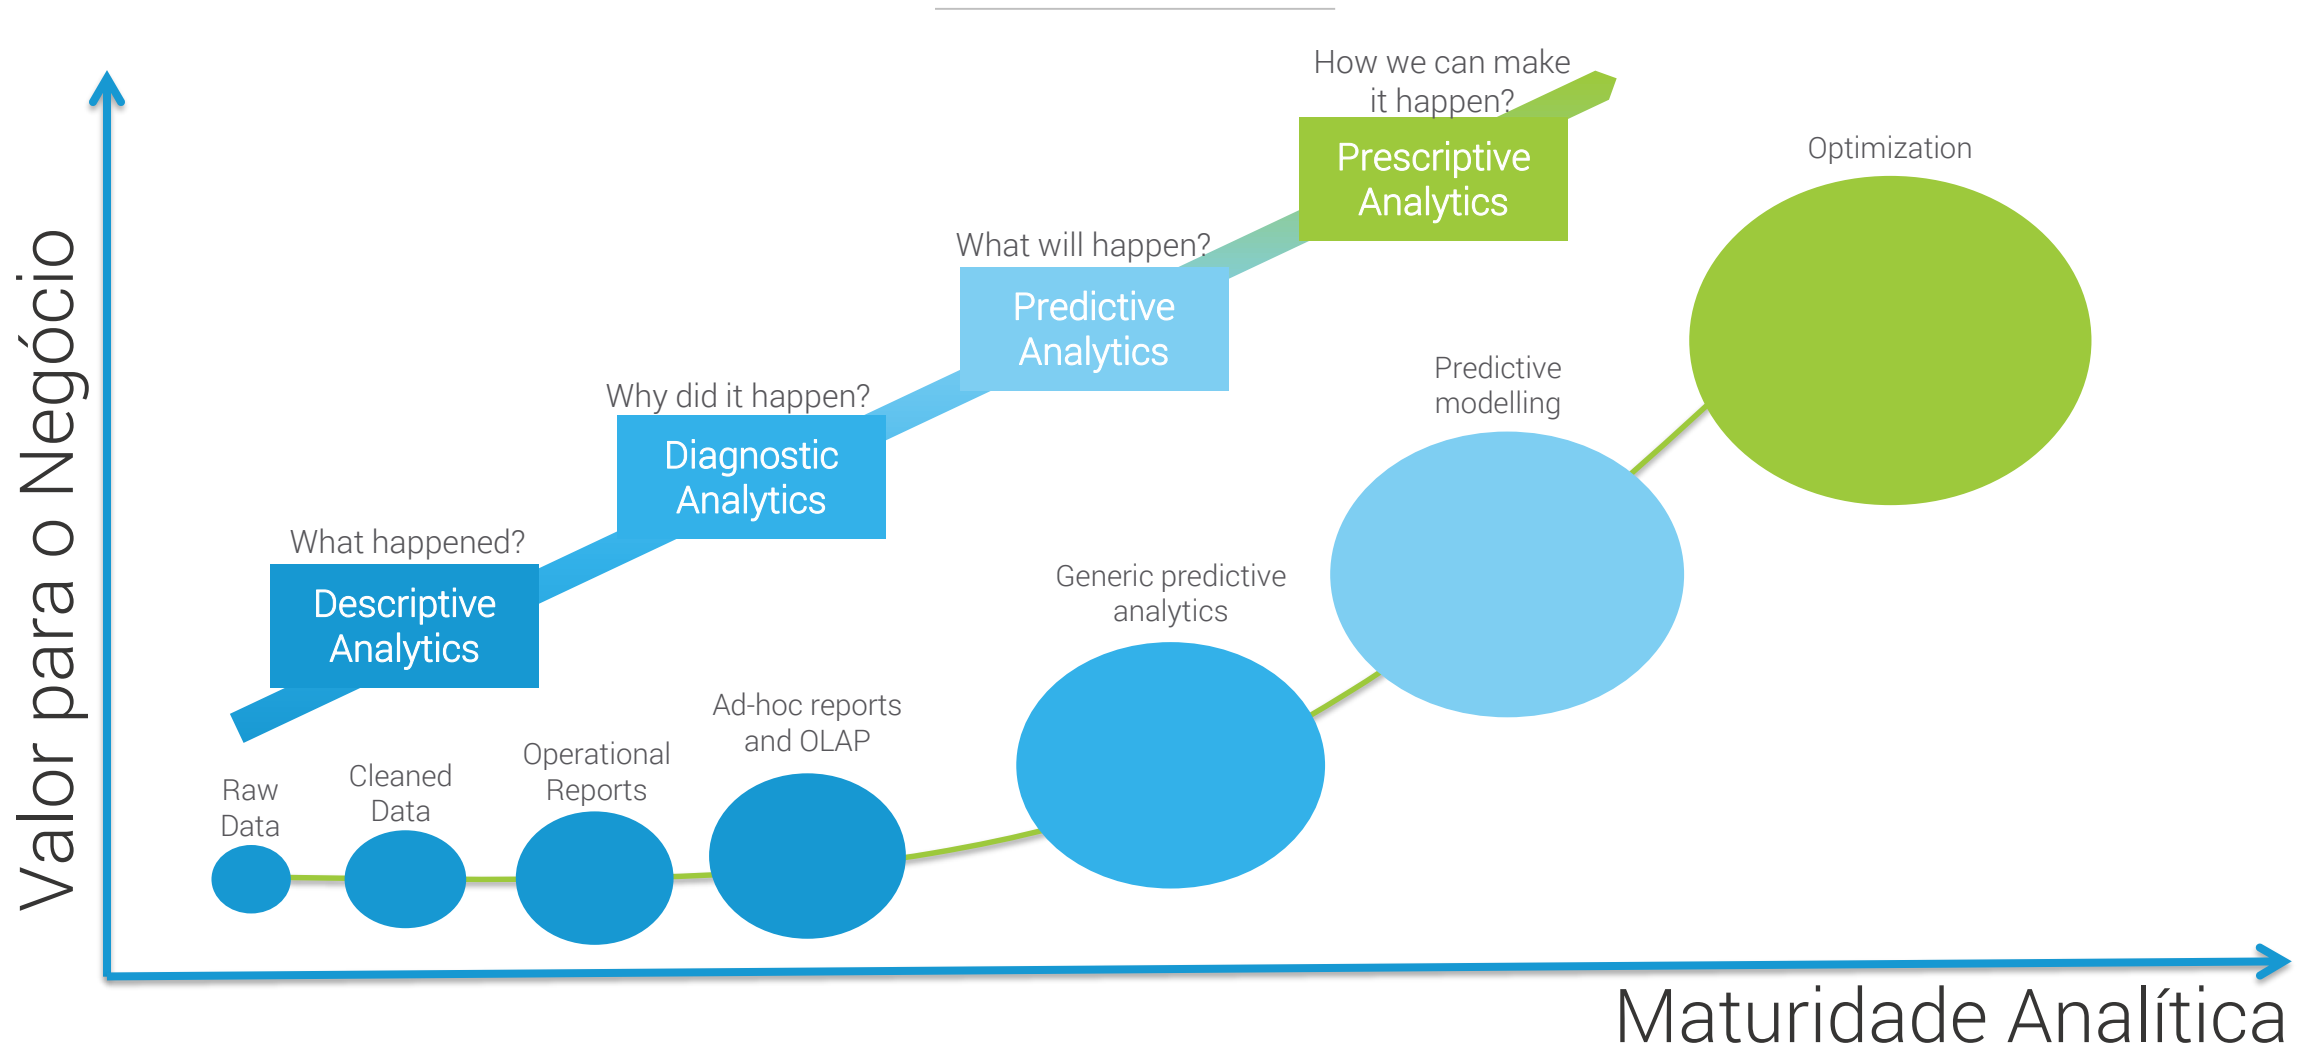 How we can make
it happen?
Prescriptive
Analytics
Optimization
What will happen?
Predictive
Analytics
Predictive
modelling
Why did it happen?
Diagnostic
Analytics
What happened?
Descriptive
Analytics
Generic predictive
analytics
Ad-hoc reports
and OLAP
Operational
Reports
Cleaned
Data
Raw
Data
Valor para o Negócio
Maturidade Analítica